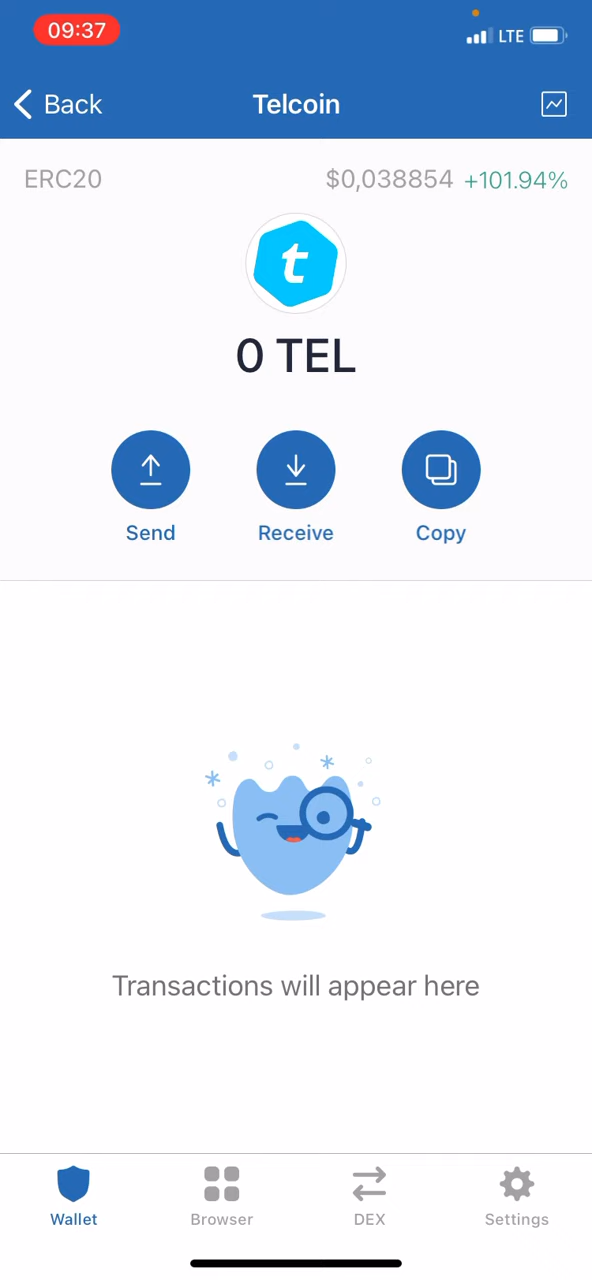 09:37
LTE
Back
Telcoin
ERC20
$0,038854 +101.94%
t
0 TEL
Send
Receive
Copy
Transactions will appear here
Wallet
Browser
DEX
Settings